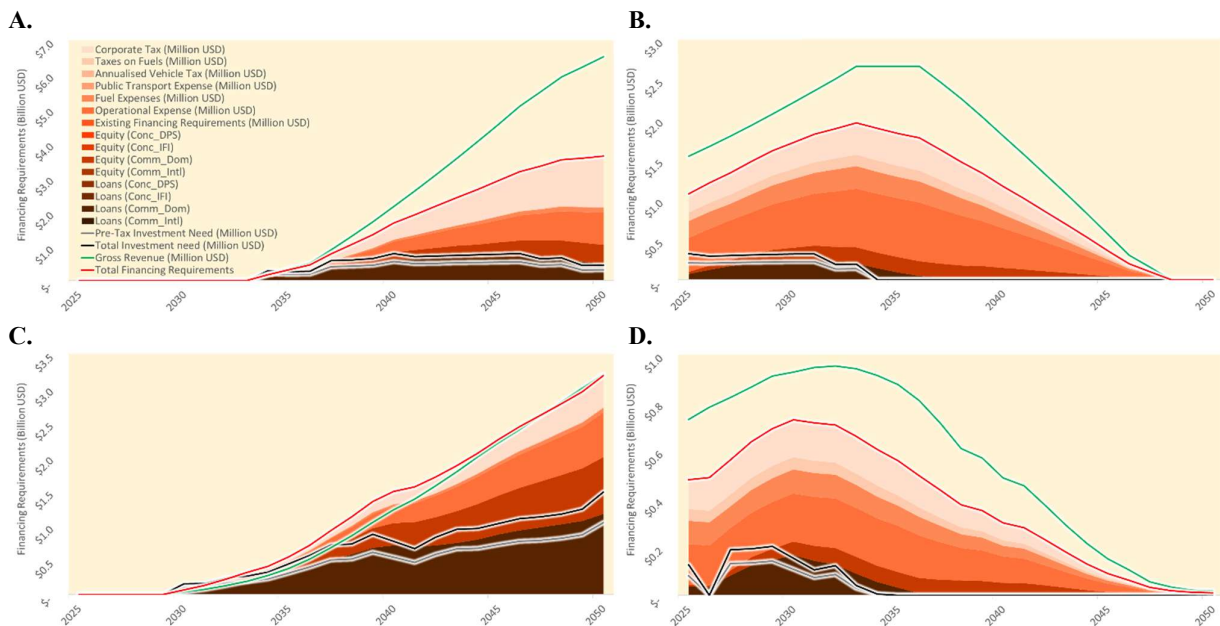 A.
Financing Requirements (Billion USD)
$7.0
$6.0
$5.0
$4.0
$3.0
$2.0
$1.0
$-
Corporate Tax (Million USD)
Taxes on Fuels (Million USD)
Annualised Vehicle Tax (Million USD)
Public Transport Expense (Million USD)
Fuel Expenses (Million USD)
Operational Expense (Million USD)
Existing Financing Requirements (Million USD)
Equity (Conc_DPS)
Equity (Conc_IFI)
Equity (Comm_Dom)
Equity (Comm_Intl)
Loans (Conc_DPS)
Loans (Conc_IFI)
Loans (Comm_Dom)
Loans (Comm_Intl)
Pre-Tax Investment Need (Million USD)
Total Investment need (Million USD)
Gross Revenue (Million USD)
Total Financing Requirements
2025 2030 2035 2040 2045 2050
B.
Financing Requirements (Billion USD)
$3.0
$2.5
$2.0
$1.5
$1.0
$0.5
$-
2025 2030 2035 2040 2045 2050
C.
Financing Requirements (Billion USD)
$3.5
$3.0
$2.5
$2.0
$1.5
$1.0
$0.5
$-
2025 2030 2035 2040 2045 2050
D.
Financing Requirements (Billion USD)
$1.0
$0.8
$0.6
$0.4
$0.2
$-
2025 2030 2035 2040 2045 2050